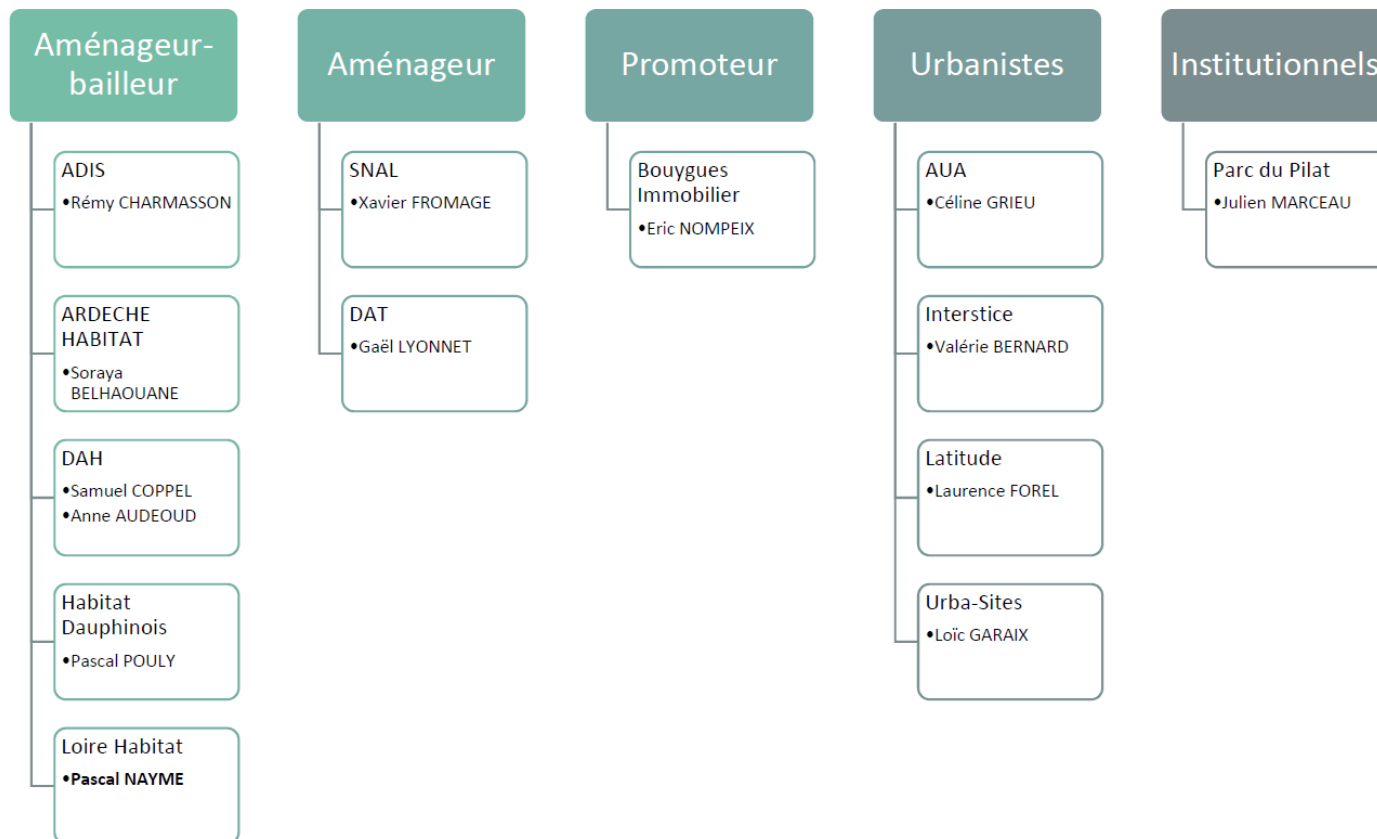 Aménageur-
bailleur
ADIS
•Rémy CHARMASSON
ARDECHE
HABITAT
•Soraya
BELHAOUANE
DAH
•Samuel COPPEL
•Anne AUDEOUD
Habitat
Dauphinois
•Pascal POULY
Loire Habitat
•Pascal NAYME
Aménageur
SNAL
•Xavier FROMAGE
DAT
•Gaël LYONNET
Promoteur
Bouygues
Immobilier
•Eric NOMPEIX
Urbanistes
AUA
•Céline GRIEU
Interstice
•Valérie BERNARD
Latitude
•Laurence FOREL
Urba-Sites
•Loïc GARAIX
Institutionnels
Parc du Pilat
•Julien MARCEAU